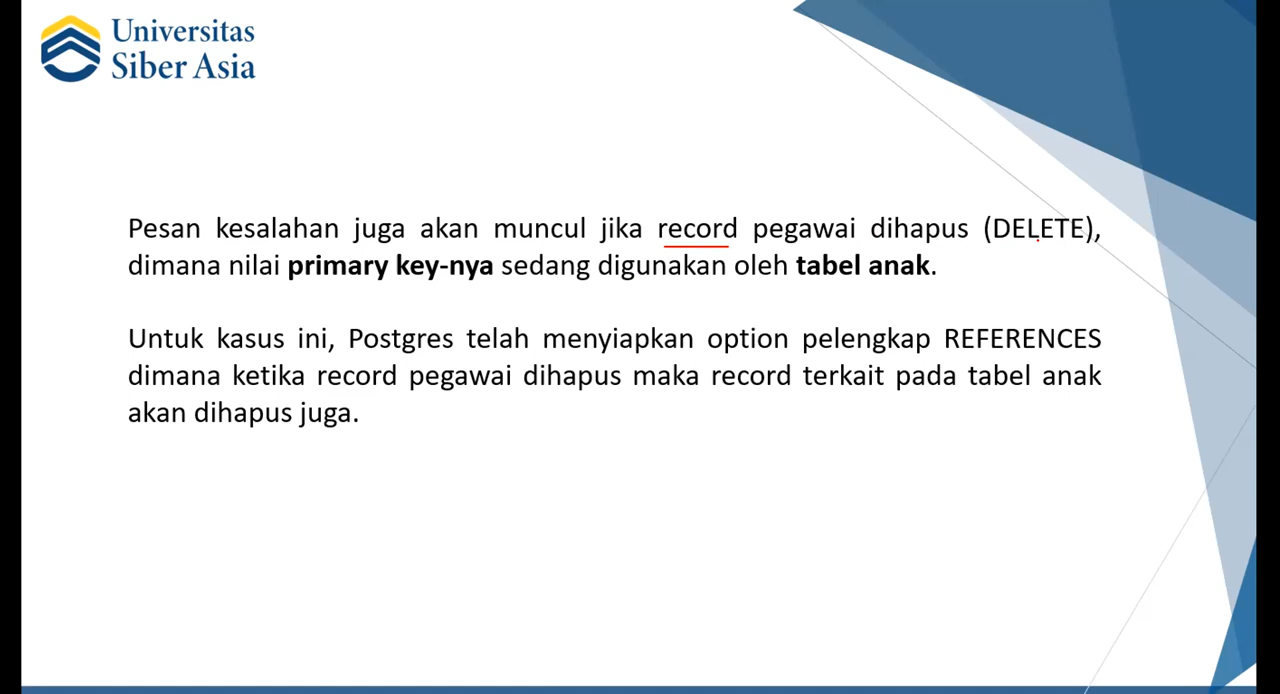 Universitas
Siber Asia
Pesan kesalahan juga akan muncul jika record pegawai dihapus (DELETE),
dimana nilai primary key-nya sedang digunakan oleh tabel anak.
Untuk kasus ini, Postgres telah menyiapkan option pelengkap REFERENCES
dimana ketika record pegawai dihapus maka record terkait pada tabel anak
akan dihapus juga.